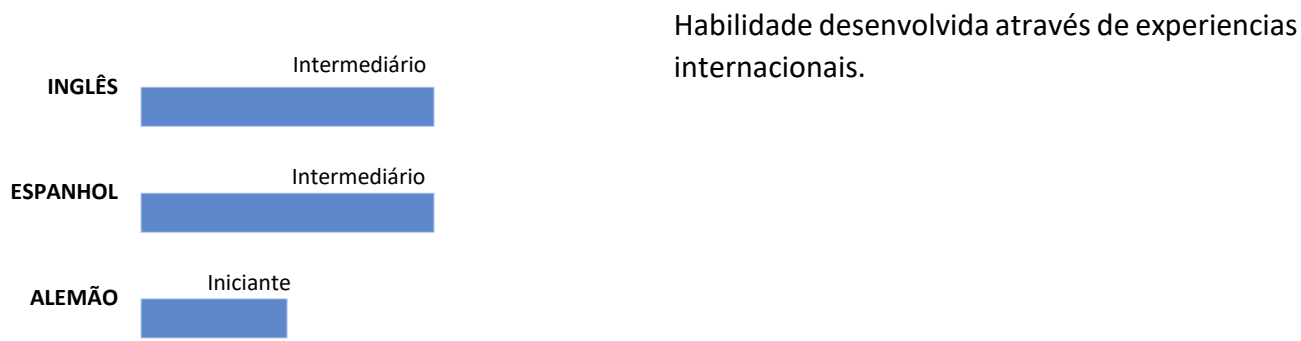 Habilidade desenvolvida através de experiencias
internacionais.
Intermediário
INGLÊS
Intermediário
ESPANHOL
Iniciante
ALEMÃO